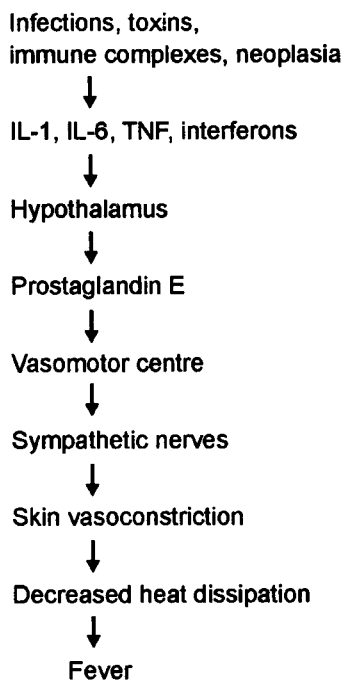 Infections, toxins,
immune complexes, neoplasia
IL-1, IL-6, TNF, interferons
Hypothalamus
Prostaglandin E
Vasomotor centre
Sympathetic nerves
Skin vasoconstriction
Decreased heat dissipation
Fever